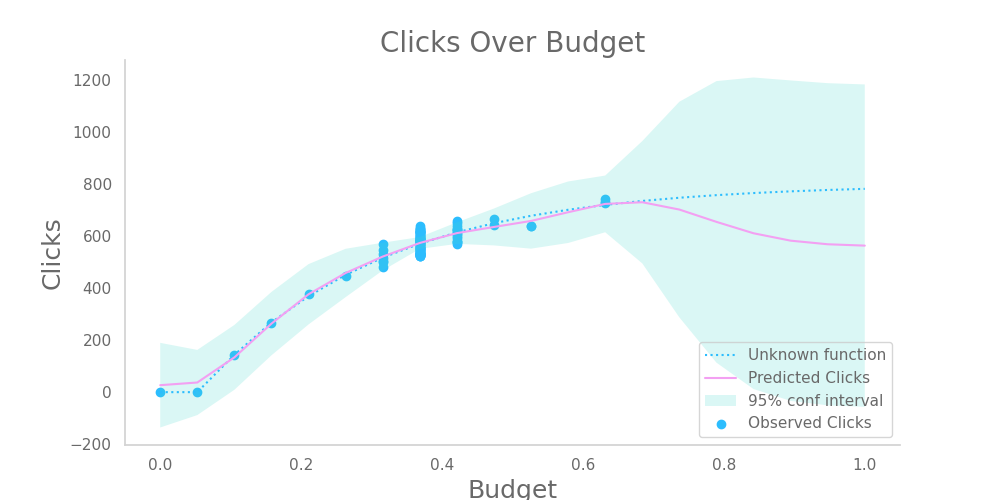 Clicks Over Budget
Clicks
1200
1000
800
600
400
200
0
−200
0.0 0.2 0.4 0.6 0.8 1.0
Budget
Unknown function
Predicted Clicks
95% conf interval
Observed Clicks